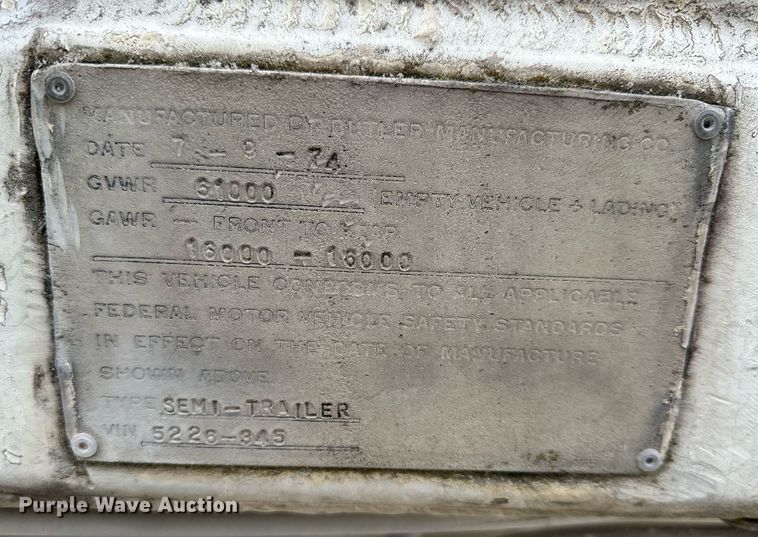 MANUFACTURED BY BUTLER MANUFACTURING CO.
DATE 7-9-74
GVWR 61000 (EMPTY VEHICLE + LADING)
GAWR - FRONT TO REAR
16000 - 16000
THIS VEHICLE CONFORMS TO ALL APPLICABLE
FEDERAL MOTOR VEHICLE SAFETY STANDARDS
IN EFFECT ON THE DATE OF MANUFACTURE
SHOWN ABOVE
TYPE SEMI-TRAILER
VIN 5226-345
Purple Wave Auction